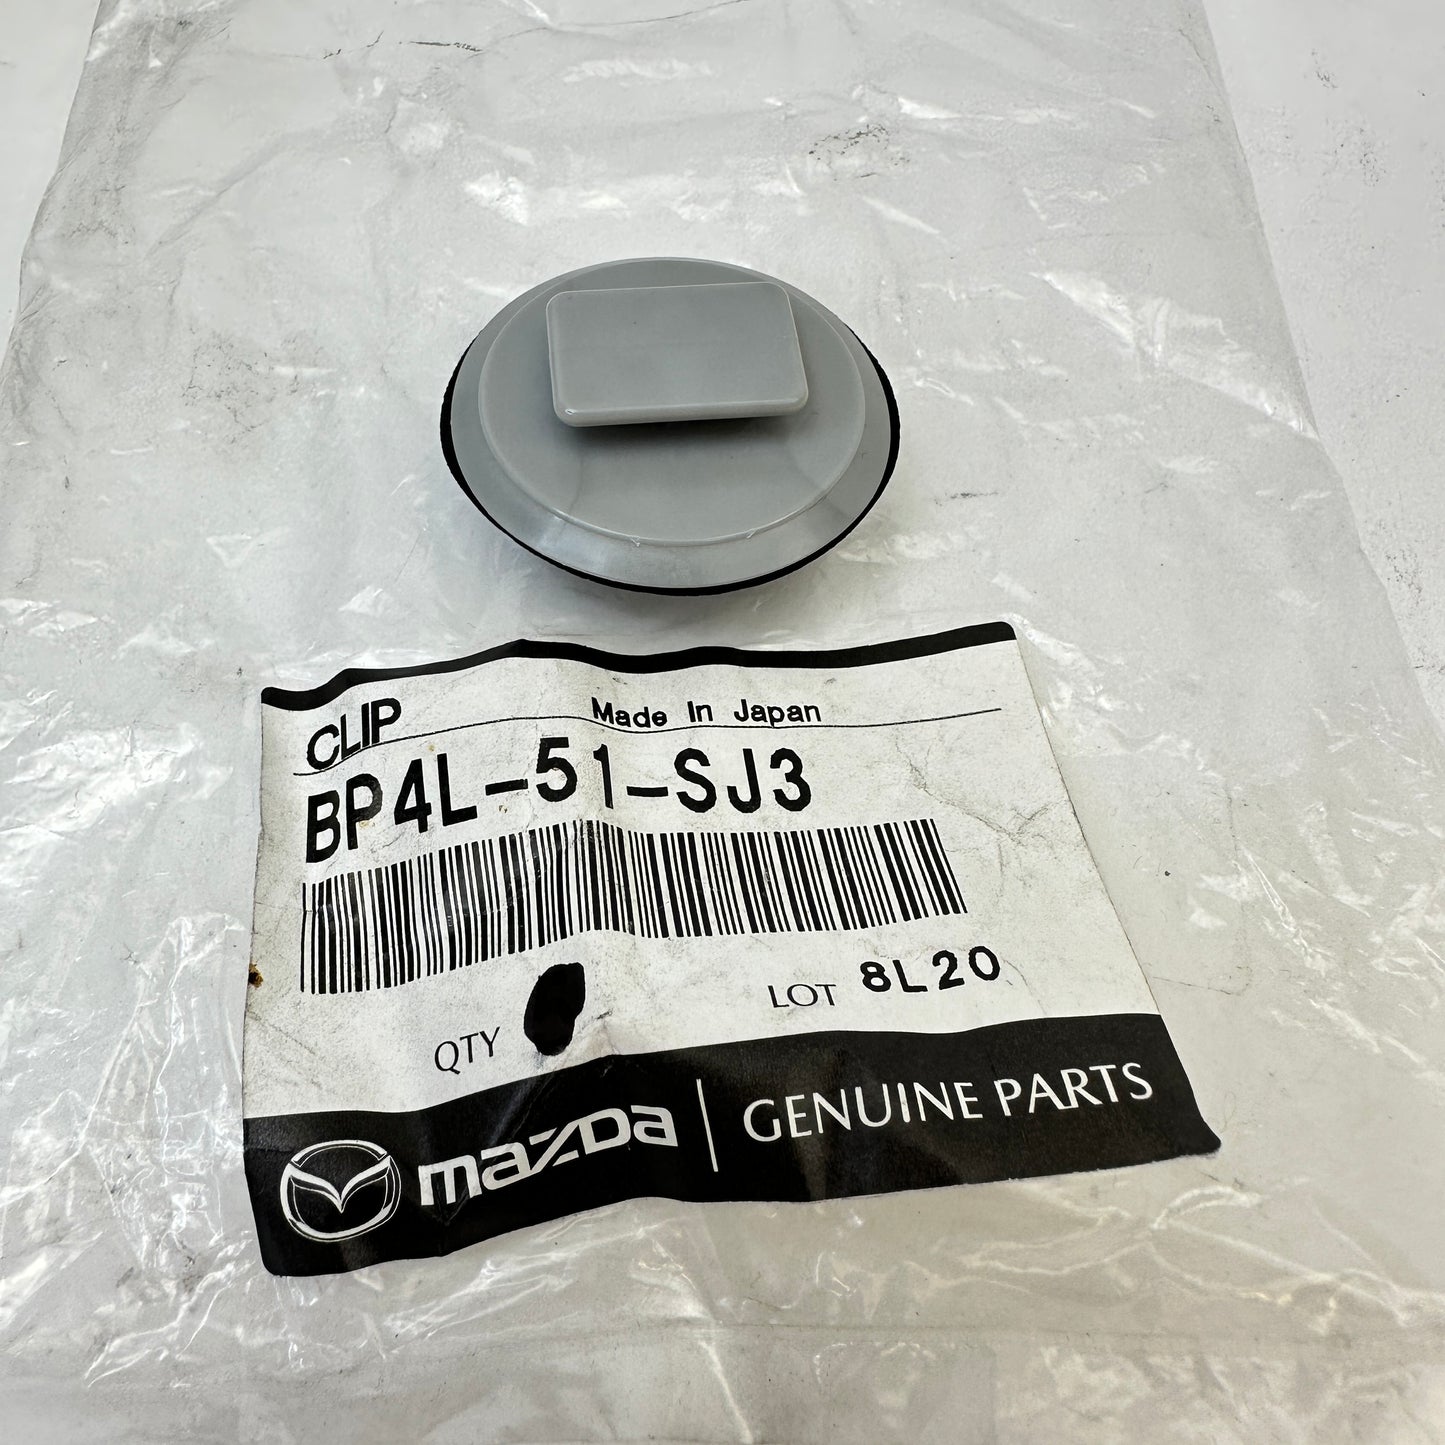 CLIP Made In Japan
BP4L-51-SJ3
QTY LOT 8L20
mazda | GENUINE PARTS